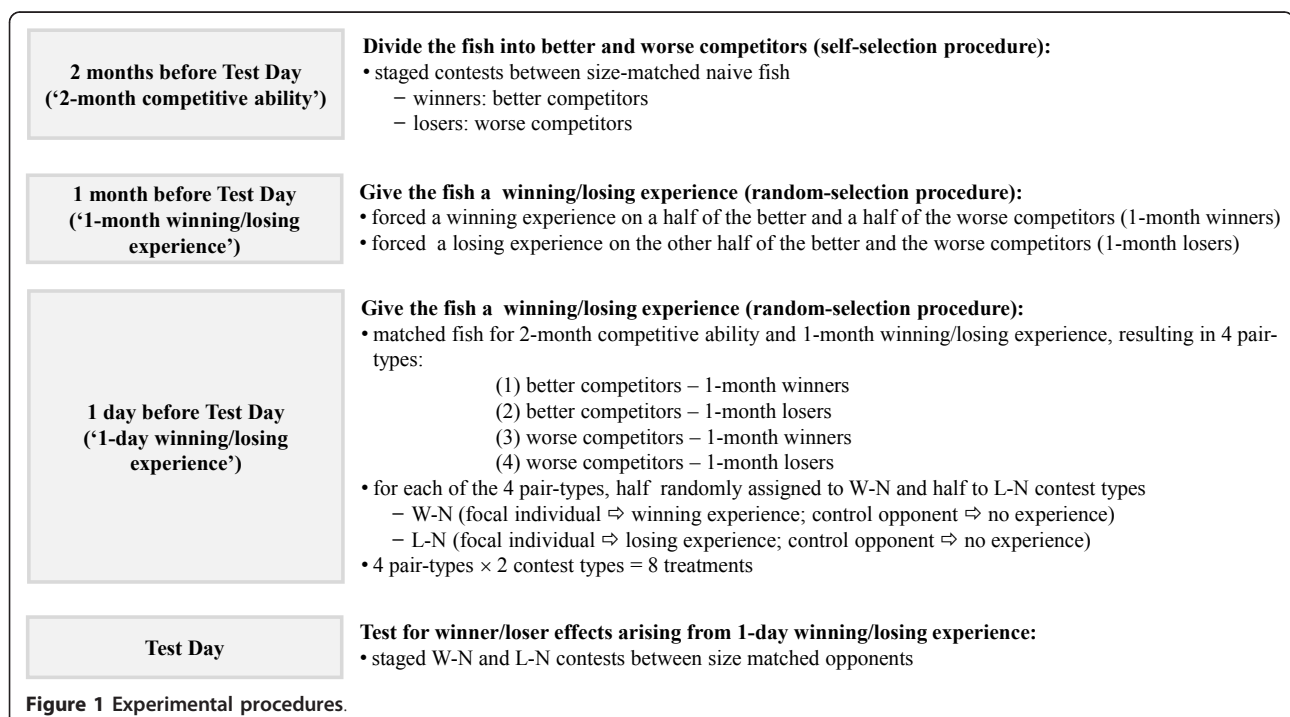 2 months before Test Day
('2-month competitive ability')
Divide the fish into better and worse competitors (self-selection procedure):
• staged contests between size-matched naive fish
– winners: better competitors
– losers: worse competitors
1 month before Test Day
('1-month winning/losing
experience')
Give the fish a winning/losing experience (random-selection procedure):
• forced a winning experience on a half of the better and a half of the worse competitors (1-month winners)
• forced a losing experience on the other half of the better and the worse competitors (1-month losers)
1 day before Test Day
('1-day winning/losing
experience')
Give the fish a winning/losing experience (random-selection procedure):
• matched fish for 2-month competitive ability and 1-month winning/losing experience, resulting in 4 pair-
types:
(1) better competitors – 1-month winners
(2) better competitors – 1-month losers
(3) worse competitors – 1-month winners
(4) worse competitors – 1-month losers
• for each of the 4 pair-types, half randomly assigned to W-N and half to L-N contest types
– W-N (focal individual ⇨ winning experience; control opponent ⇨ no experience)
– L-N (focal individual ⇨ losing experience; control opponent ⇨ no experience)
• 4 pair-types × 2 contest types = 8 treatments
Test Day
Test for winner/loser effects arising from 1-day winning/losing experience:
• staged W-N and L-N contests between size matched opponents
Figure 1 Experimental procedures.